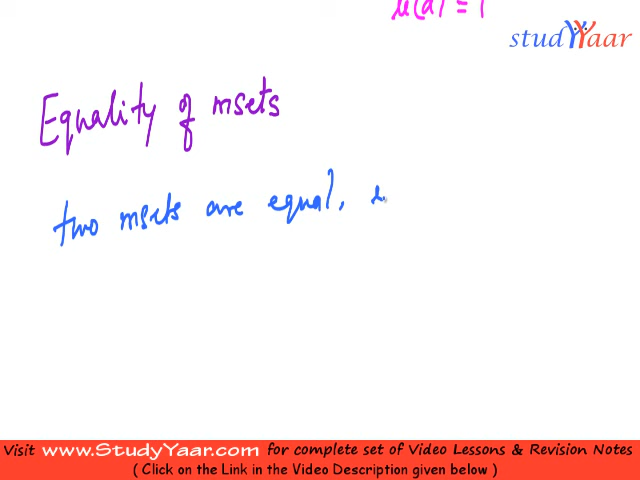 μ(d) = 1
studYYaar
Equality of msets
two msets are equal, i
Visit www.StudyYaar.com for complete set of Video Lessons & Revision Notes
( Click on the Link in the Video Description given below )